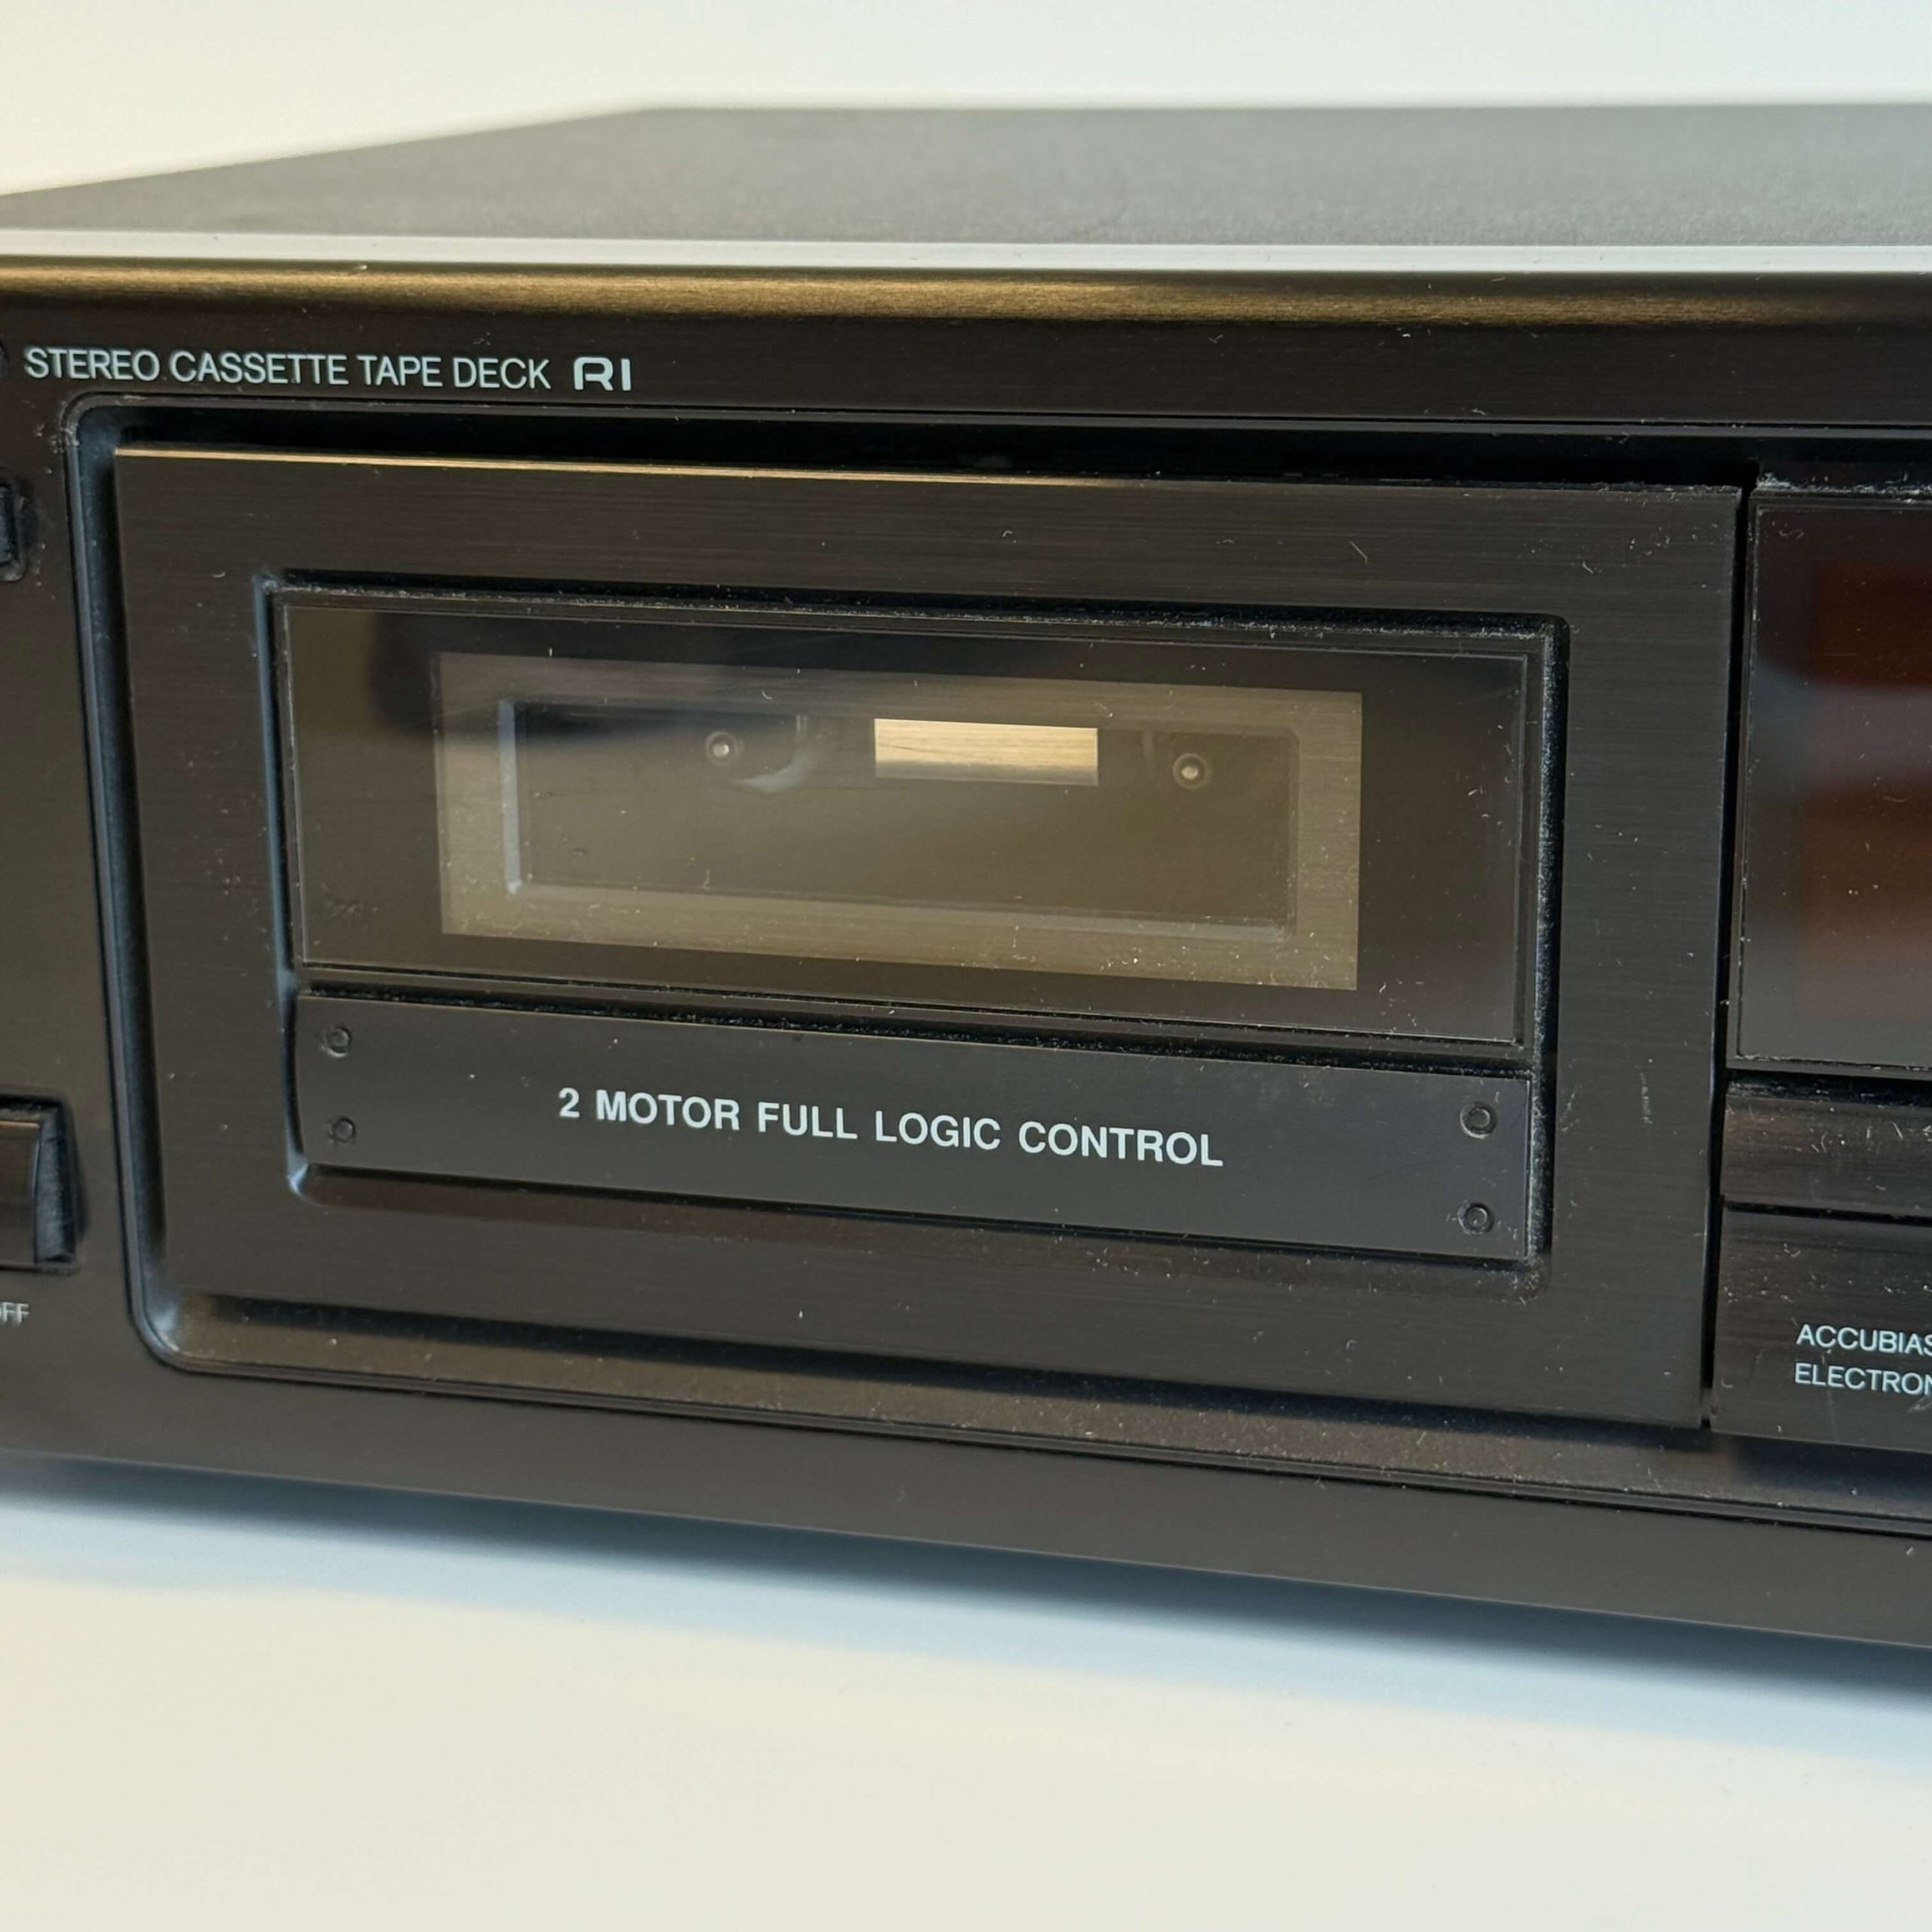 STEREO CASSETTE TAPE DECK RI
2 MOTOR FULL LOGIC CONTROL